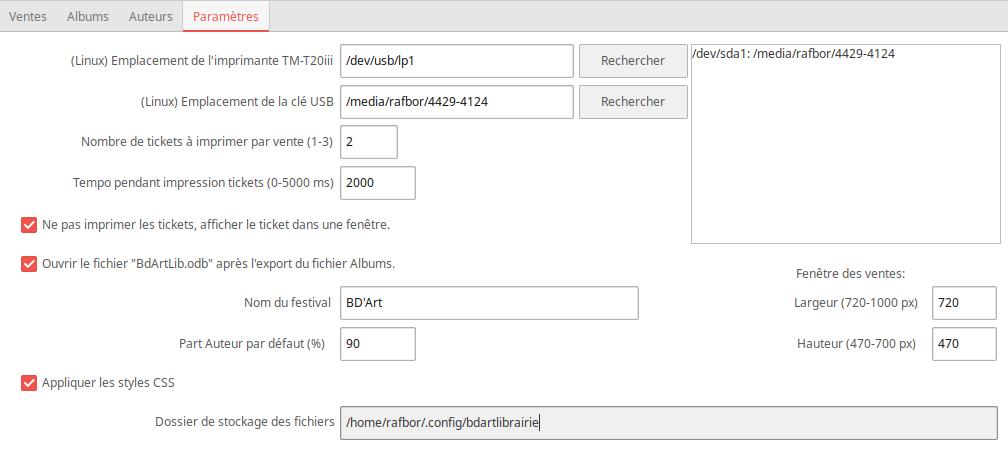 Ventes Albums Auteurs Paramètres
(Linux) Emplacement de l'imprimante TM-T20iii /dev/usb/lp1 Rechercher /dev/sda1: /media/rafbor/4429-4124
(Linux) Emplacement de la clé USB /media/rafbor/4429-4124 Rechercher
Nombre de tickets à imprimer par vente (1-3) 2
Tempo pendant impression tickets (0-5000 ms) 2000
Ne pas imprimer les tickets, afficher le ticket dans une fenêtre.
Ouvrir le fichier "BdArtLib.odb" après l'export du fichier Albums.
Fenêtre des ventes:
Nom du festival BD'Art Largeur (720-1000 px) 720
Part Auteur par défaut (%) 90 Hauteur (470-700 px) 470
Appliquer les styles CSS
Dossier de stockage des fichiers /home/rafbor/.config/bdartlibrairie